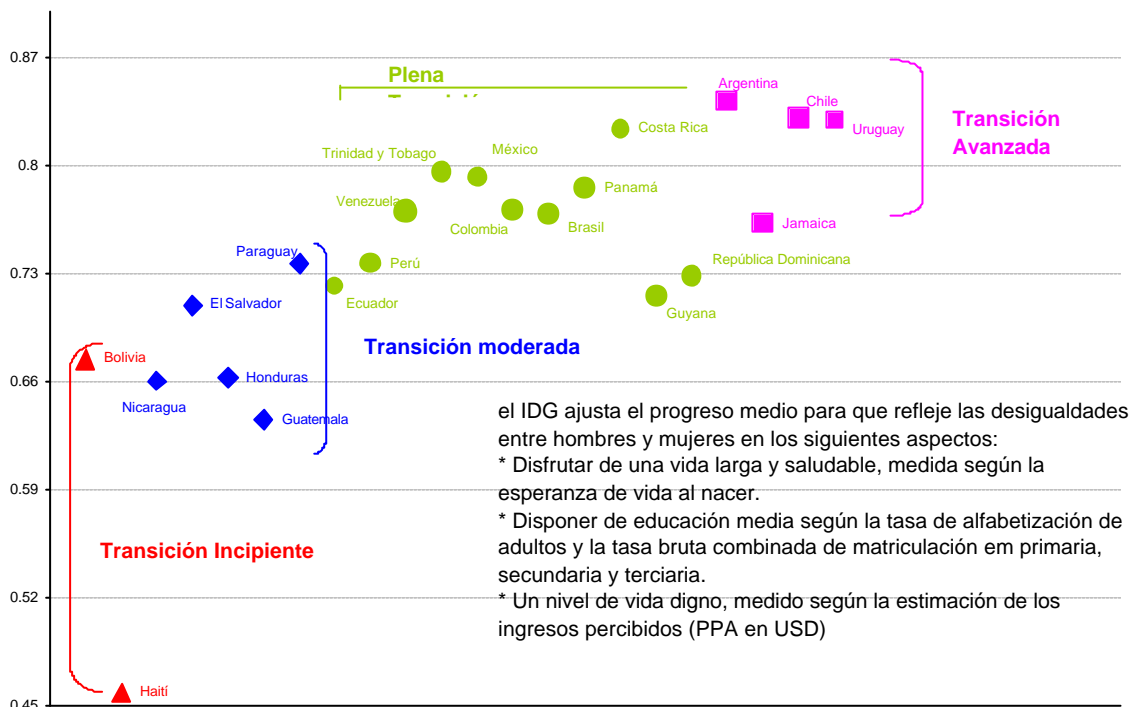 0.87
Plena
Argentina
Chile
Costa Rica
Uruguay
Transición
Avanzada
0.8
Trinidad y Tobago
México
Panamá
Venezuela
Colombia
Brasil
Jamaica
Paraguay
Perú
República Dominicana
0.73
El Salvador
Ecuador
Guyana
Transición moderada
Bolivia
Honduras
0.66
Nicaragua
Guatemala
el IDG ajusta el progreso medio para que refleje las desigualdades
entre hombres y mujeres en los siguientes aspectos:
* Disfrutar de una vida larga y saludable, medida según la
esperanza de vida al nacer.
0.59
* Disponer de educación media según la tasa de alfabetización de
adultos y la tasa bruta combinada de matriculación em primaria,
secundaria y terciaria.
Transición Incipiente
0.52
* Un nivel de vida digno, medido según la estimación de los
ingresos percibidos (PPA en USD)
Haití
0.45